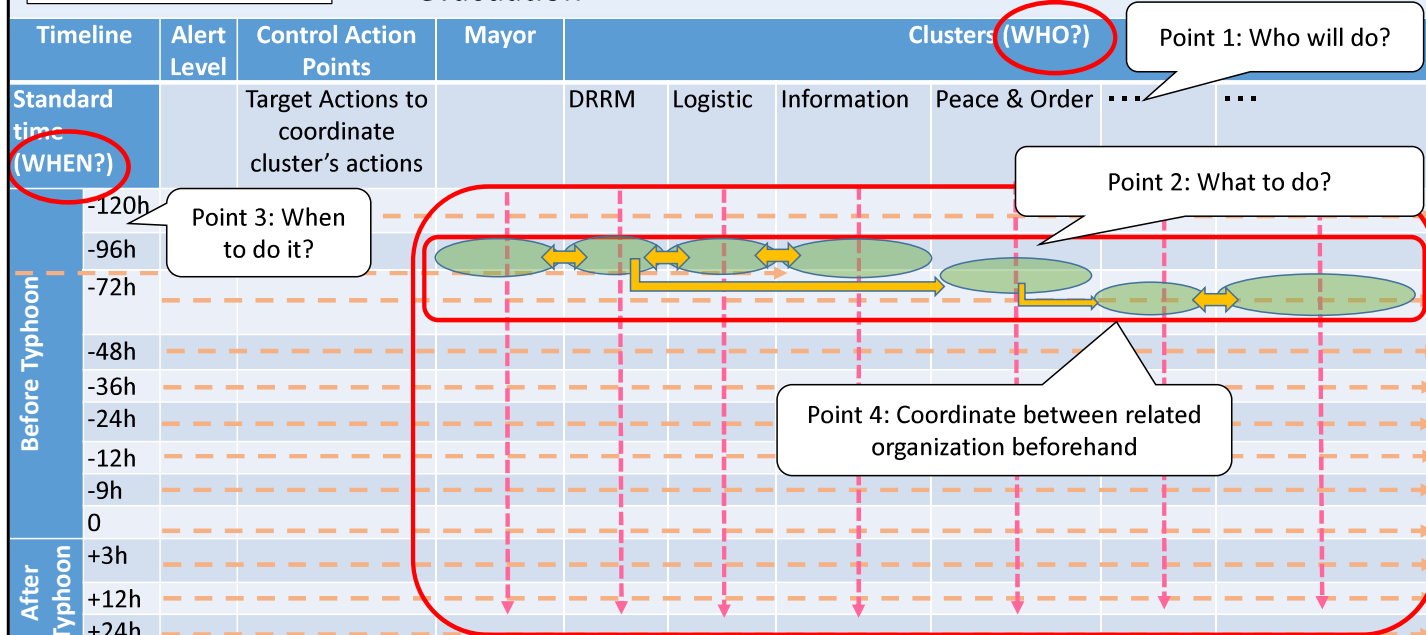 Timeline
Alert
Level
Control Action
Points
Mayor
Clusters (WHO?)
Point 1: Who will do?
Standard
time
(WHEN?)
Target Actions to
coordinate
cluster’s actions
DRRM
Logistic
Information
Peace & Order
...
...
Point 2: What to do?
Point 3: When
to do it?
Before Typhoon
-120h
-96h
-72h
-48h
-36h
-24h
-12h
-9h
0
Point 4: Coordinate between related
organization beforehand
After
Typhoon
+3h
+12h
+24h